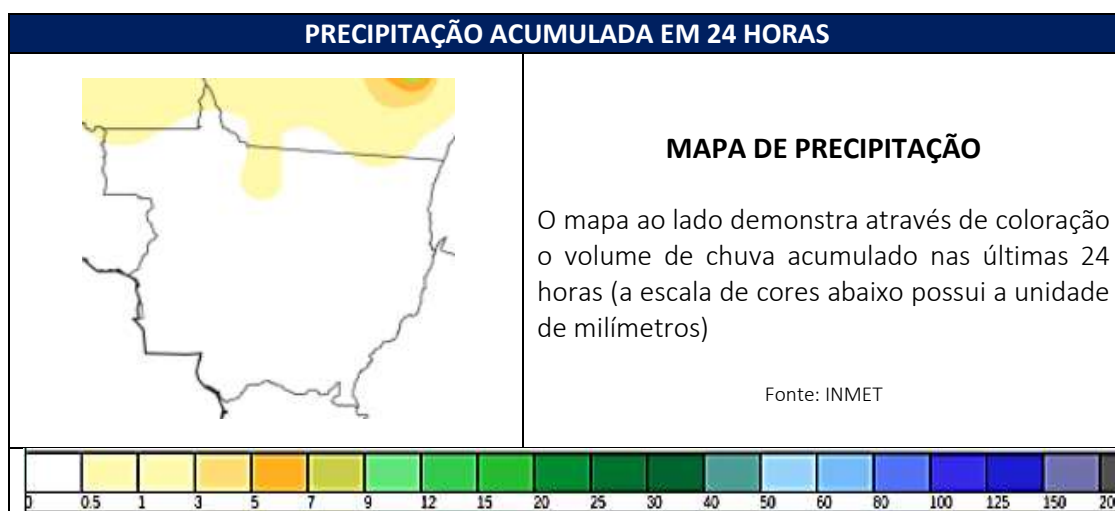 PRECIPITAÇÃO ACUMULADA EM 24 HORAS
MAPA DE PRECIPITAÇÃO
O mapa ao lado demonstra através de coloração
o volume de chuva acumulado nas últimas 24
horas (a escala de cores abaixo possui a unidade
de milímetros)
Fonte: INMET
0 0.5 1 3 5 7 9 12 15 20 25 30 40 50 60 80 100 125 150